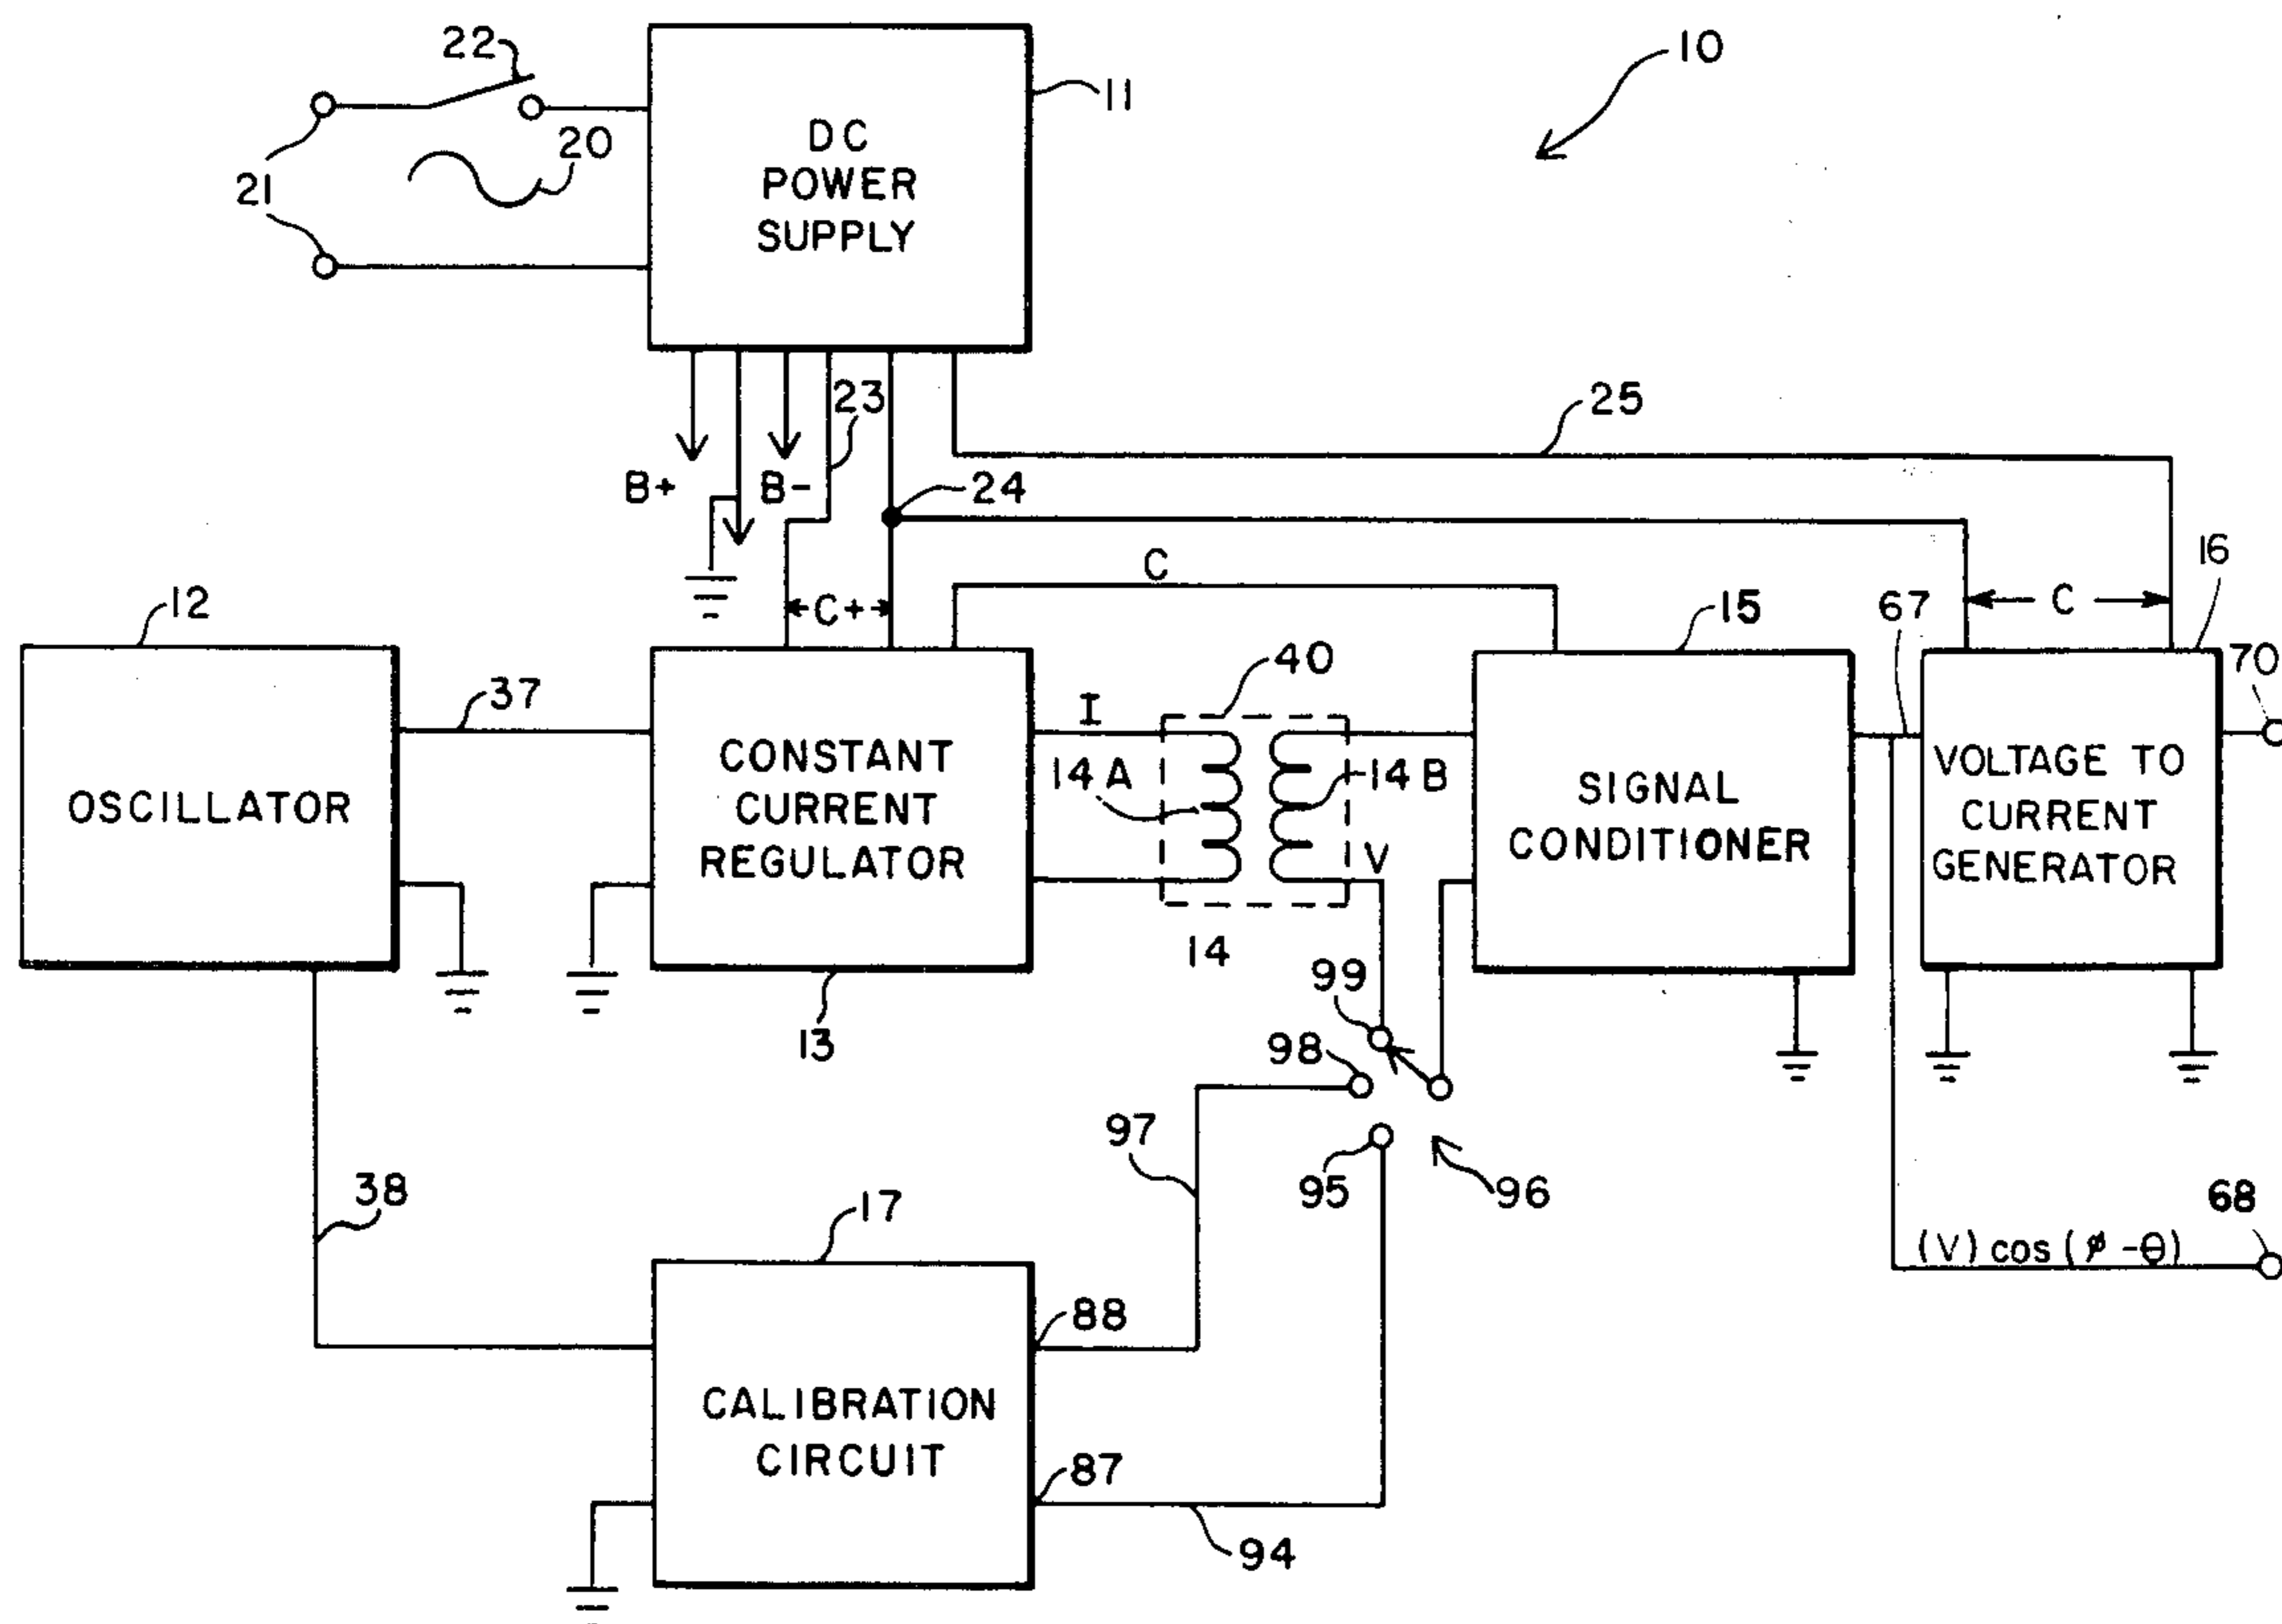 22
10
11
20
DC
POWER
SUPPLY
21
23
25
B+
B-
24
C
16
12
C+
15
67
C
40
70
37
I
CONSTANT
CURRENT
REGULATOR
14A
14B
OSCILLATOR
SIGNAL
CONDITIONER
VOLTAGE TO
CURRENT
GENERATOR
V
14
99
13
98
97
95
96
38
17
68
(V) cos (ϕ - θ)
88
CALIBRATION
CIRCUIT
87
94